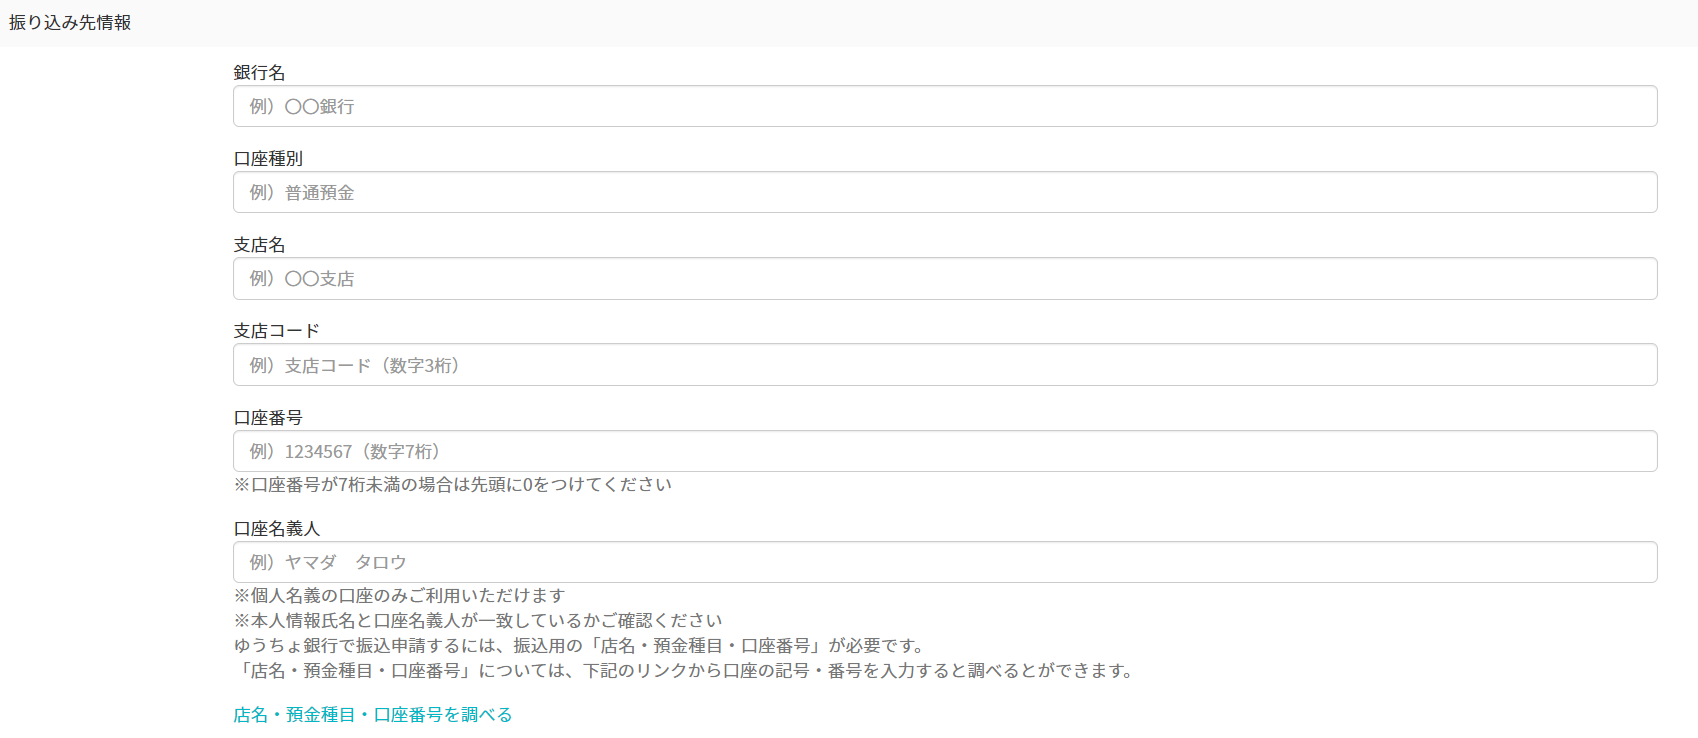 振り込み先情報
銀行名
例）〇〇銀行
口座種別
例）普通預金
支店名
例）〇〇支店
支店コード
例）支店コード（数字3桁）
口座番号
例）1234567（数字7桁）
※口座番号が7桁未満の場合は先頭に0をつけてください
口座名義人
例）ヤマダ　タロウ
※個人名義の口座のみご利用いただけます
※本人情報氏名と口座名義人が一致しているかご確認ください
ゆうちょ銀行で振込申請するには、振込用の「店名・預金種目・口座番号」が必要です。
「店名・預金種目・口座番号」については、下記のリンクから口座の記号・番号を入力すると調べるとができます。
店名・預金種目・口座番号を調べる